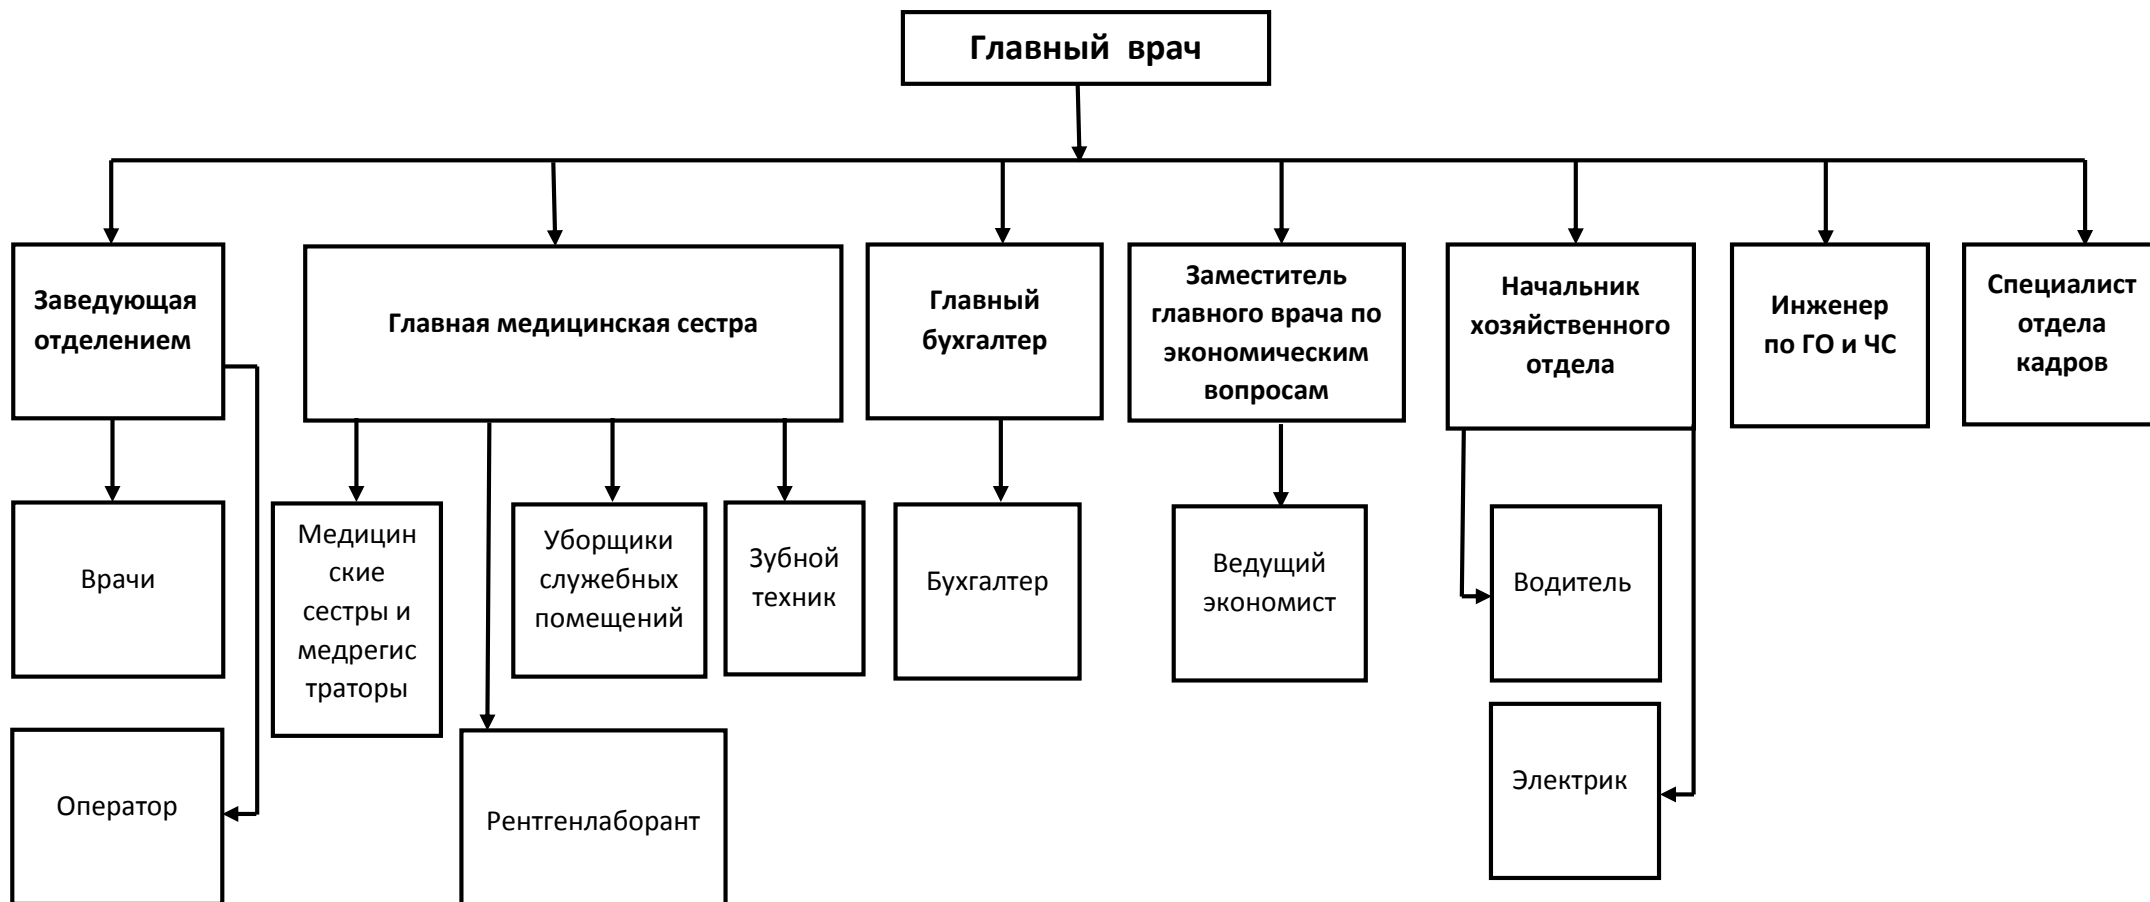 Главный врач
Заведующая
отделением
Главная медицинская сестра
Главный
бухгалтер
Заместитель
главного врача по
экономическим
вопросам
Начальник
хозяйственного
отдела
Инженер
по ГО и ЧС
Специалист
отдела
кадров
Врачи
Медицин
ские
сестры и
медрегис
траторы
Уборщики
служебных
помещений
Зубной
техник
Бухгалтер
Ведущий
экономист
Водитель
Оператор
Рентгенлаборант
Электрик